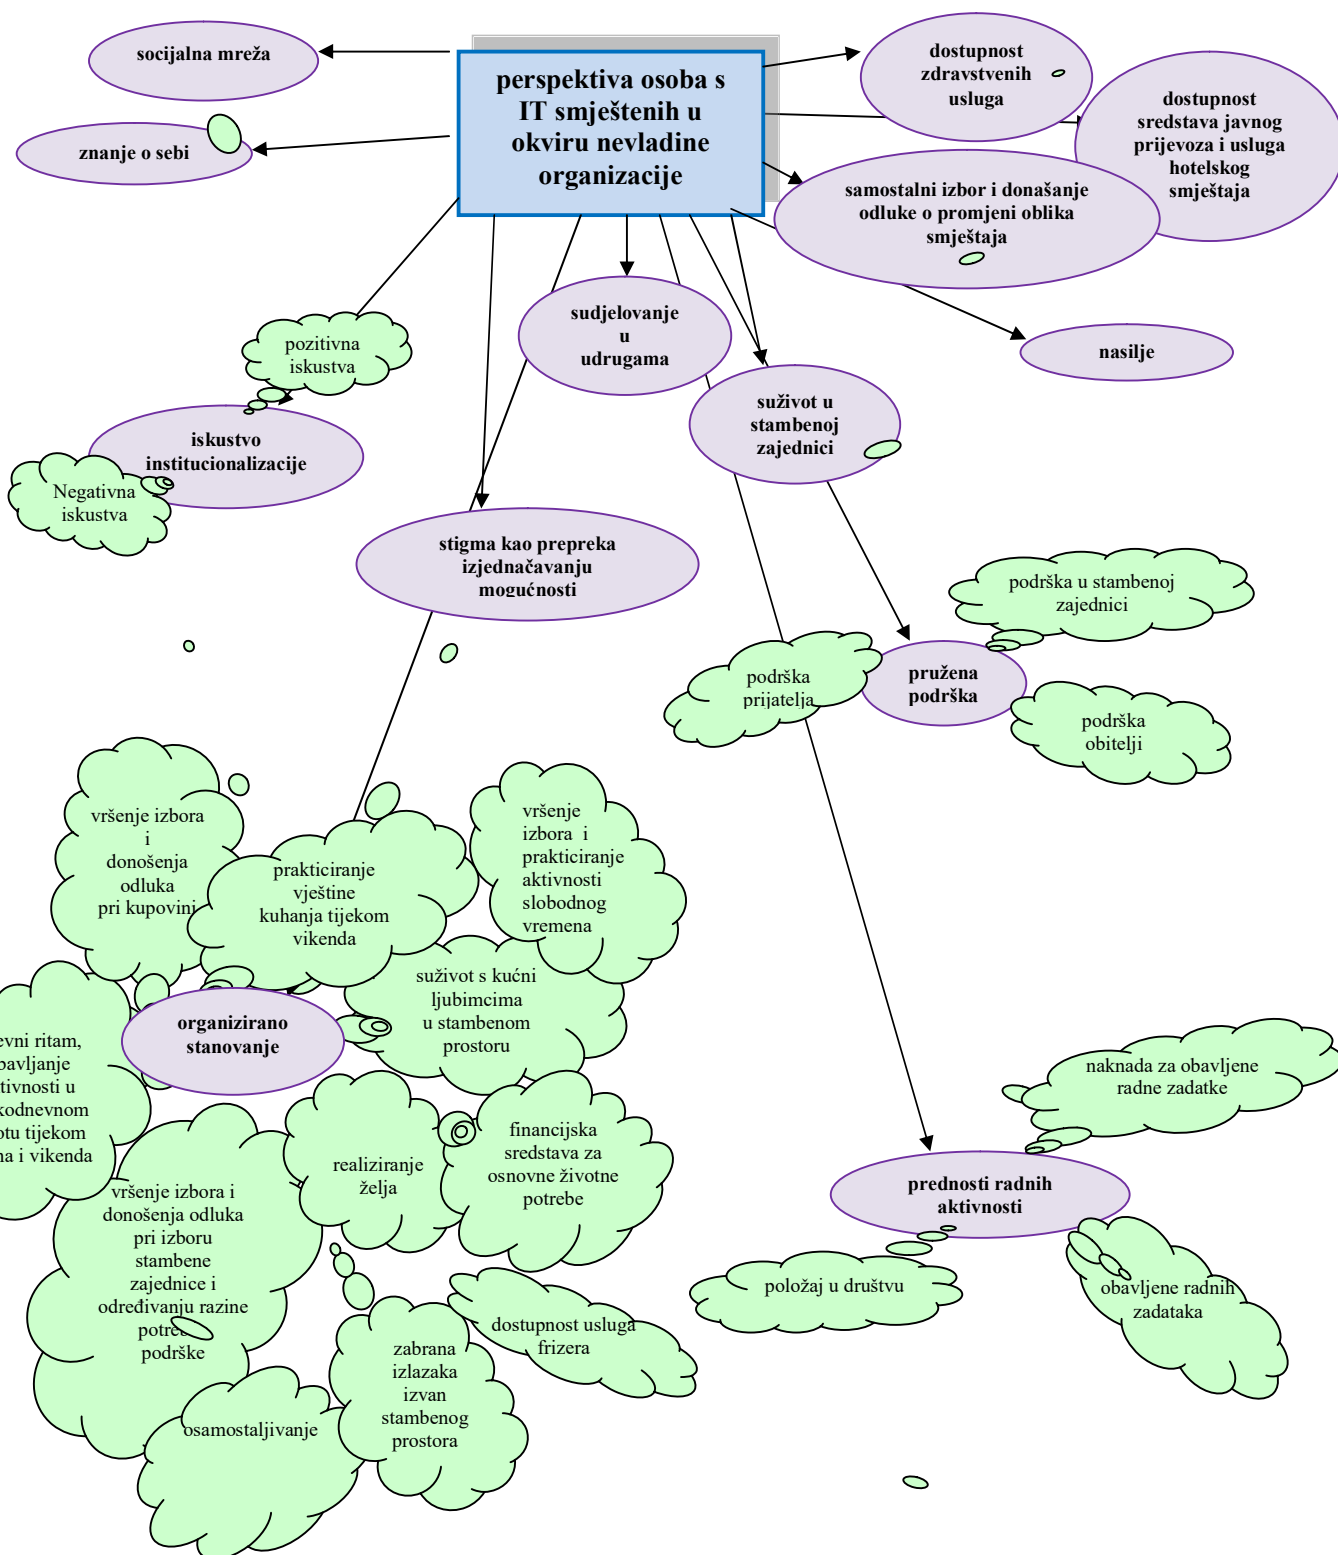 perspektiva osoba s
IT smještenih u
okviru nevladine
organizacije
socijalna mreža
znanje o sebi
dostupnost
zdravstvenih
usluga
dostupnost
sredstava javnog
prijevoza i usluga
hotelskog
smještaja
samostalni izbor i donašanje
odluke o promjeni oblika
smještaja
nasilje
sudjelovanje
u
udrugama
suživot u
stambenoj
zajednici
pozitivna
iskustva
iskustvo
institucionalizacije
Negativna
iskustva
stigma kao prepreka
izjednačavanju
mogućnosti
podrška u stambenoj
zajednici
pružena
podrška
podrška
prijatelja
podrška
obitelji
vršenje izbora
i
donošenja
odluka
pri kupovini
prakticiranje
vještine
kuhanja tijekom
vikenda
vršenje
izbora i
prakticiranje
aktivnosti
slobodnog
vremena
suživot s kućni
ljubimcima
u stambenom
prostoru
organizirano
stanovanje
ritam,
u
tijekom
i vikenda
vršenje izbora i
donošenja odluka
pri izboru
stambene
zajednice i
određivanju razine
podrške
realiziranje
želja
financijska
sredstava za
osnovne životne
potrebe
dostupnost usluga
frizera
zabrana
izlazaka
izvan
stambenog
prostora
osamostaljivanje
naknada za obavljene
radne zadatke
prednosti radnih
aktivnosti
položaj u društvu
obavljene radnih
zadataka